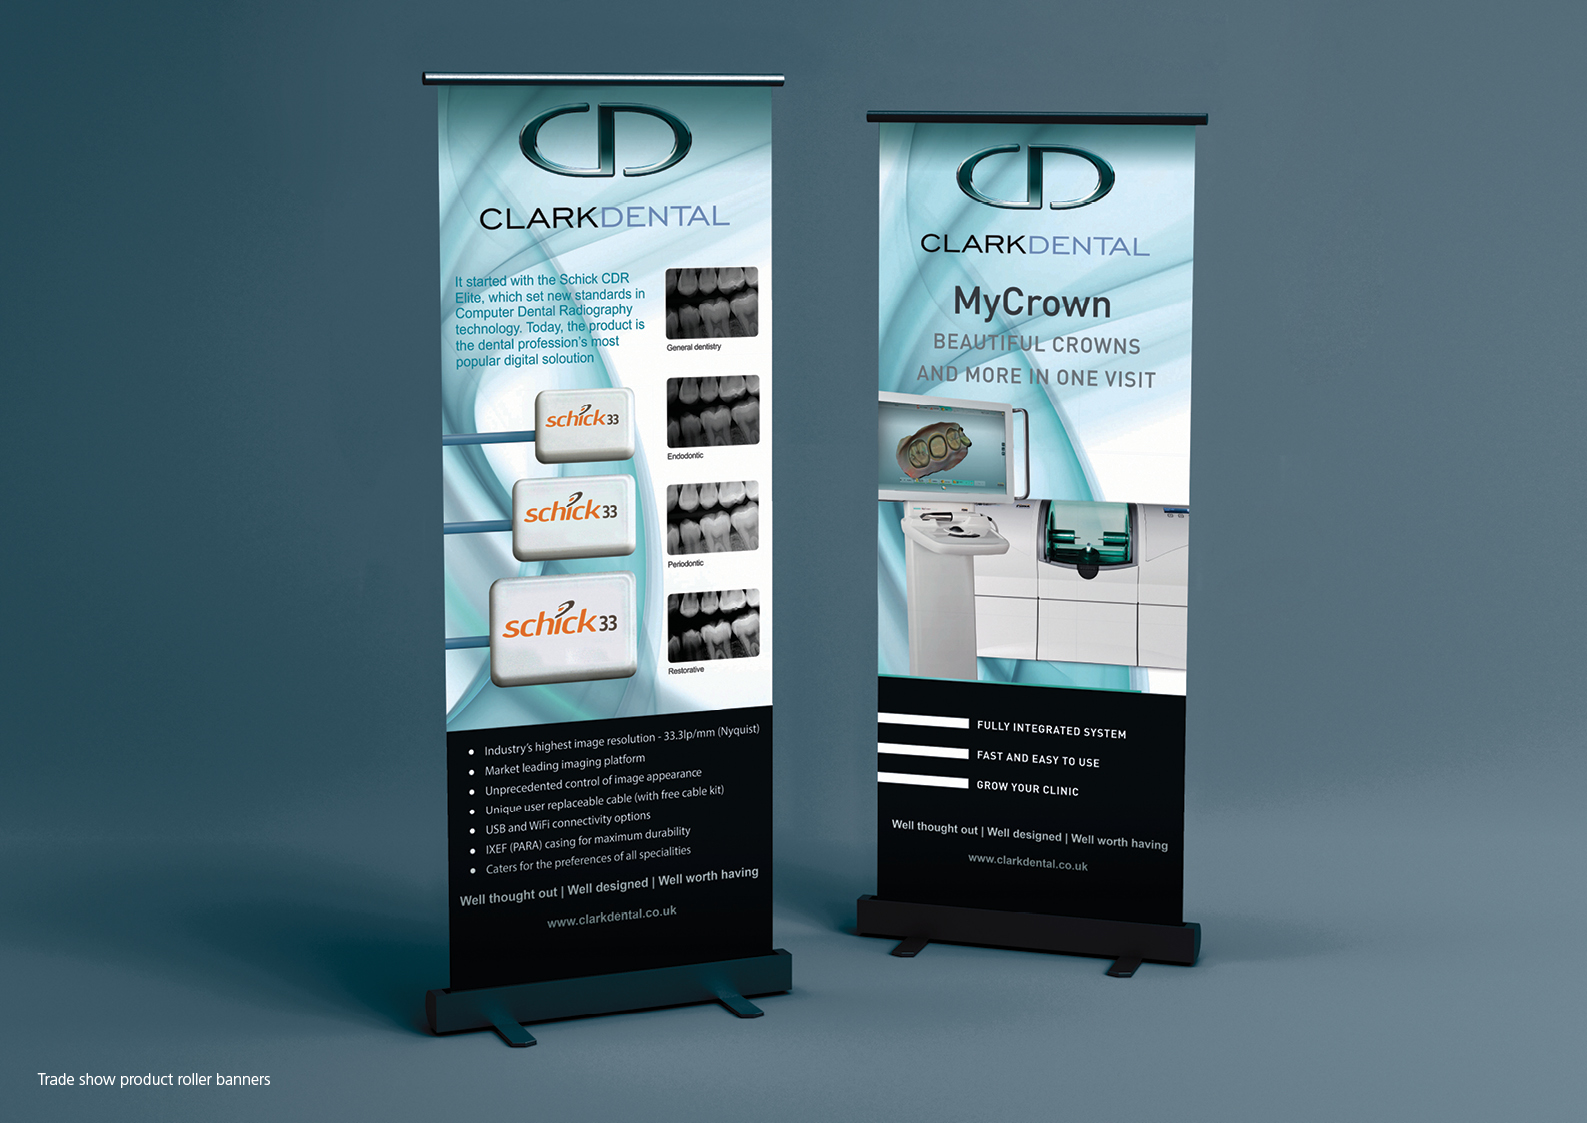 CLARKDENTAL
It started with the Schick CDR
Elite, which set new standards in
Computer Dental Radiography
technology. Today, the product is
the dental profession's most
popular digital soloution
General dentistry
Endodontic
Periodontic
Restorative
schick 33
schick 33
schick 33
• Industry's highest image resolution - 33.3lp/mm (Nyquist)
• Market leading imaging platform
• Unprecedented control of image appearance
• Unique user replaceable cable (with free cable kit)
• USB and WiFi connectivity options
• IXEF (PARA) casing for maximum durability
• Caters for the preferences of all specialities
Well thought out | Well designed | Well worth having
www.clarkdental.co.uk
CLARKDENTAL
MyCrown
BEAUTIFUL CROWNS
AND MORE IN ONE VISIT
FULLY INTEGRATED SYSTEM
FAST AND EASY TO USE
GROW YOUR CLINIC
Well thought out | Well designed | Well worth having
www.clarkdental.co.uk
Trade show product roller banners